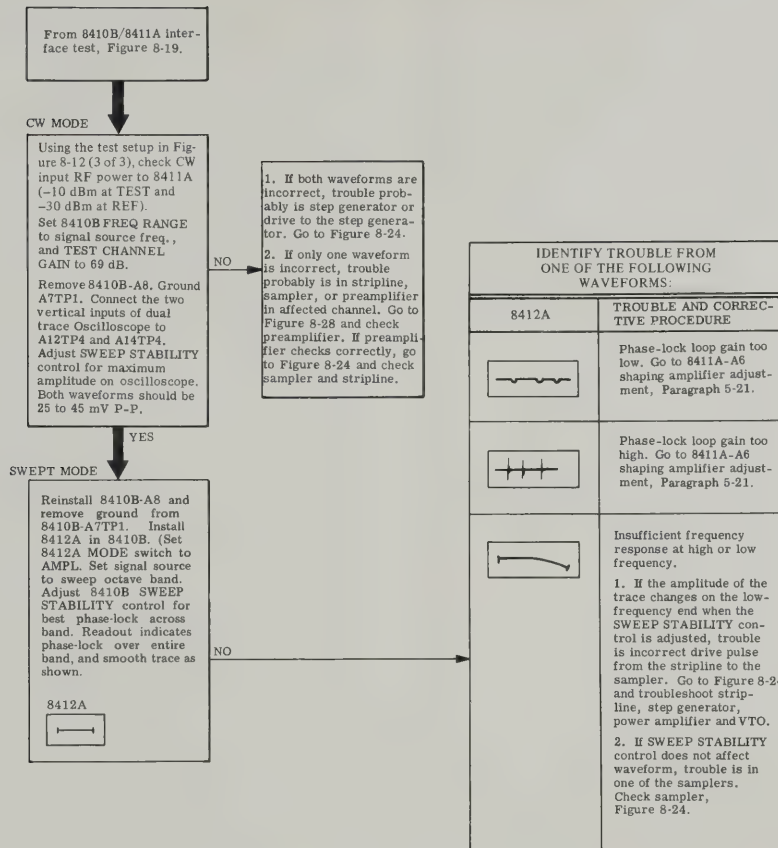 From 8410B/8411A inter-
face test, Figure 8-19.
CW MODE
Using the test setup in Fig-
ure 8-12 (3 of 3), check CW
input RF power to 8411A
(-10 dBm at TEST and
-30 dBm at REF).
Set 8410B FREQ RANGE
to signal source freq.,
and TEST CHANNEL
GAIN to 69 dB.
Remove 8410B-A8. Ground
A7TP1. Connect the two
vertical inputs of dual
trace Oscilloscope to
A12TP4 and A14TP4.
Adjust SWEEP STABILITY
control for maximum
amplitude on oscilloscope.
Both waveforms should be
25 to 45 mV P-P.
NO
1. If both waveforms are
incorrect, trouble prob-
ably is step generator or
drive to the step genera-
tor. Go to Figure 8-24.
2. If only one waveform
is incorrect, trouble
probably is in stripline,
sampler, or preamplifier
in affected channel. Go to
Figure 8-28 and check
preamplifier. If preampli-
fier checks correctly, go
to Figure 8-24 and check
sampler and stripline.
YES
SWEPT MODE
Reinstall 8410B-A8 and
remove ground from
8410B-A7TP1. Install
8412A in 8410B. (Set
8412A MODE switch to
AMPL. Set signal source
to sweep octave band.
Adjust 8410B SWEEP
STABILITY control for
best phase-lock across
band. Readout indicates
phase-lock over entire
band, and smooth trace as
shown.
8412A
NO
IDENTIFY TROUBLE FROM
ONE OF THE FOLLOWING
WAVEFORMS:
8412A
TROUBLE AND CORREC-
TIVE PROCEDURE
Phase-lock loop gain too
low. Go to 8411A-A6
shaping amplifier adjust-
ment, Paragraph 5-21.
Phase-lock loop gain too
high. Go to 8411A-A6
shaping amplifier adjust-
ment, Paragraph 5-21.
Insufficient frequency
response at high or low
frequency.
1. If the amplitude of the
trace changes on the low-
frequency end when the
SWEEP STABILITY con-
trol is adjusted, trouble
is incorrect drive pulse
from the stripline to the
sampler. Go to Figure
and troubleshoot strip-
line, step generator,
power amplifier and VTO.
2. If SWEEP STABILITY
control does not affect
waveform, trouble is in
one of the samplers.
Check sampler,
Figure 8-24.